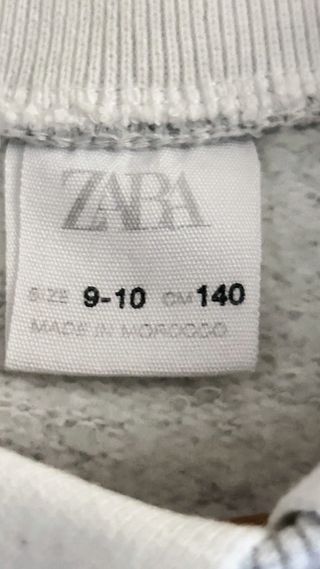 ZARA
SIZE 9-10 CM 140
MADE IN MOROCCO